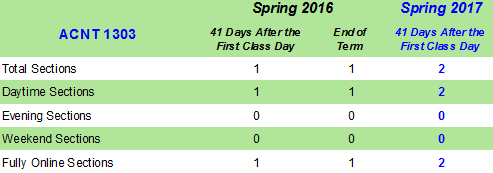 Spring 2016 Spring 2017
ACNT 1303 41 Days After the First Class Day End of Term 41 Days After the First Class Day
Total Sections 1 1 2
Daytime Sections 1 1 2
Evening Sections 0 0 0
Weekend Sections 0 0 0
Fully Online Sections 1 1 2